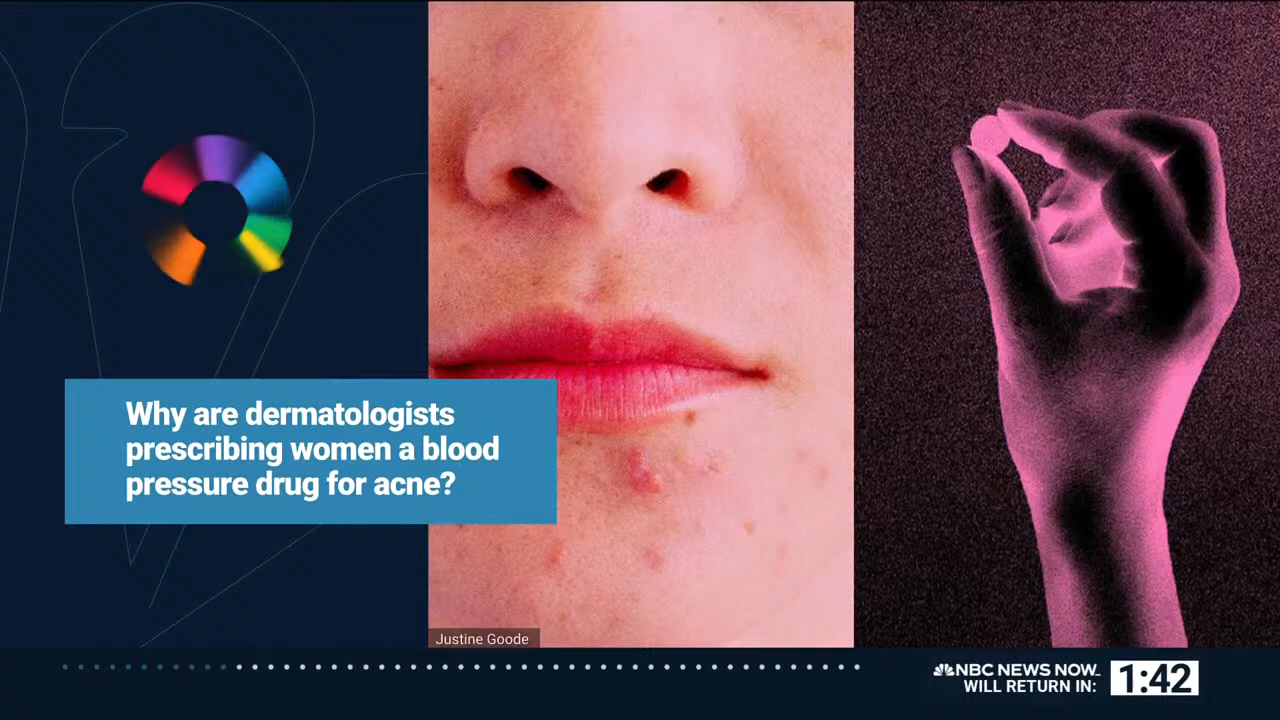 Why are dermatologists
prescribing women a blood
pressure drug for acne?
Justine Goode
NBC NEWS NOW
WILL RETURN IN:
1:42